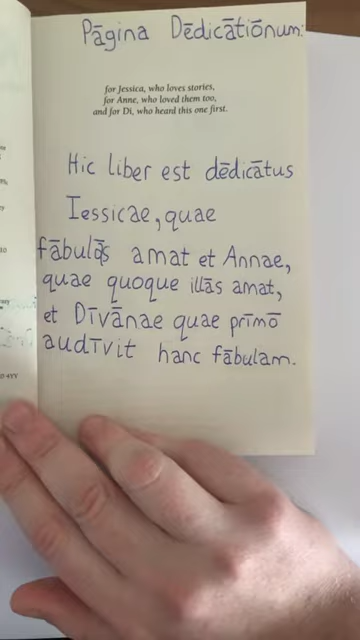 Pāgina Dēdicātiōnum:
for Jessica, who loves stories,
for Anne, who loved them too,
and for Di, who heard this one first.
Hic liber est dēdicātus
Iessicae, quae
fābulās amat et Annae,
quae quoque illās amat,
et Dīvānae quae prīmō
audīvit hanc fābulam.